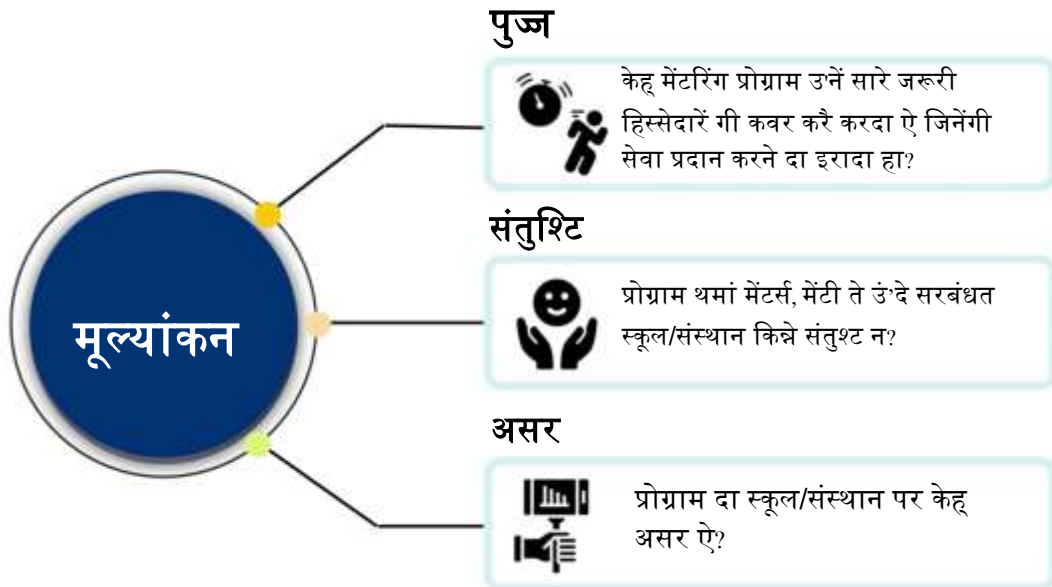 पुज्ज
केह् मेंटरिंग प्रोग्राम उ'नें सारे जरूरी
हिस्सेदारें गी कवर करै करदा ऐ जिनेंगी
सेवा प्रदान करने दा इरादा हा?
संतुश्टि
मूल्यांकन
प्रोग्राम थमां मेंटर्स, मेंटी ते उं'दे सरबंधत
स्कूल/संस्थान किन्ने संतुश्ट न?
असर
प्रोग्राम दा स्कूल/संस्थान पर केह्
असर ऐ?